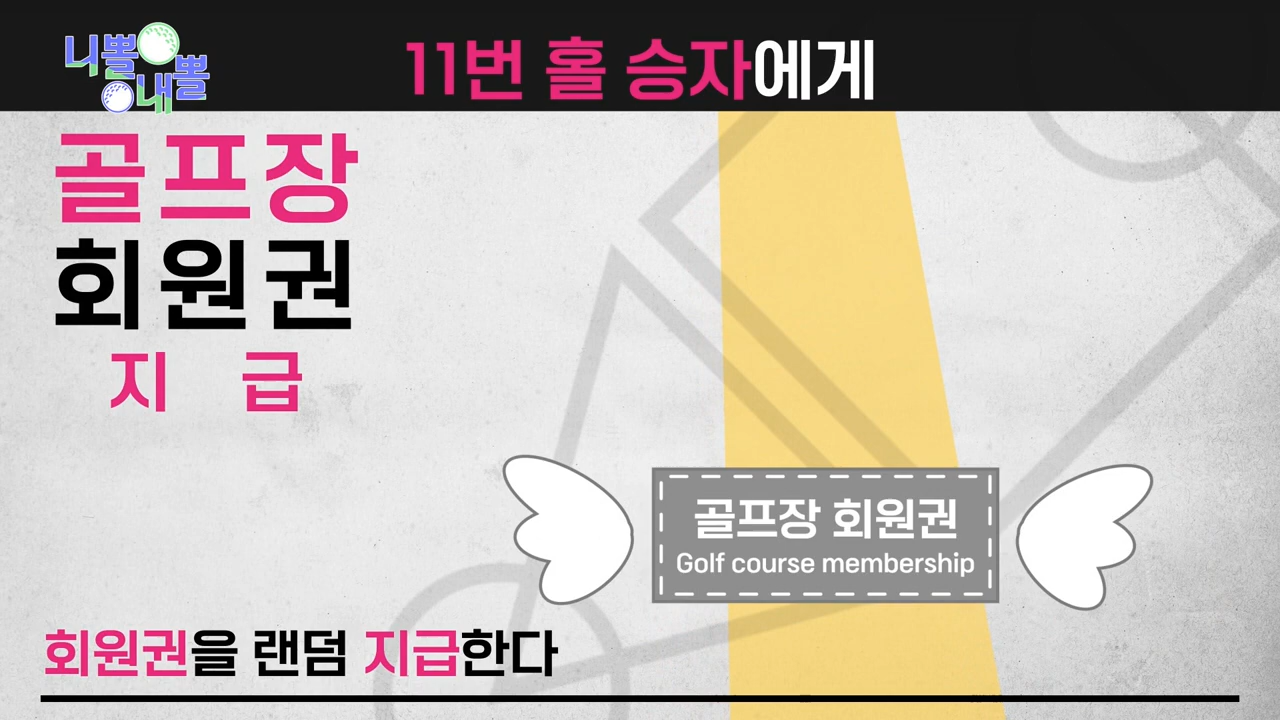 니뽈
내뽈
11번 홀 승자에게
골프장
회원권
지 급
골프장 회원권
Golf course membership
회원권을 랜덤 지급한다